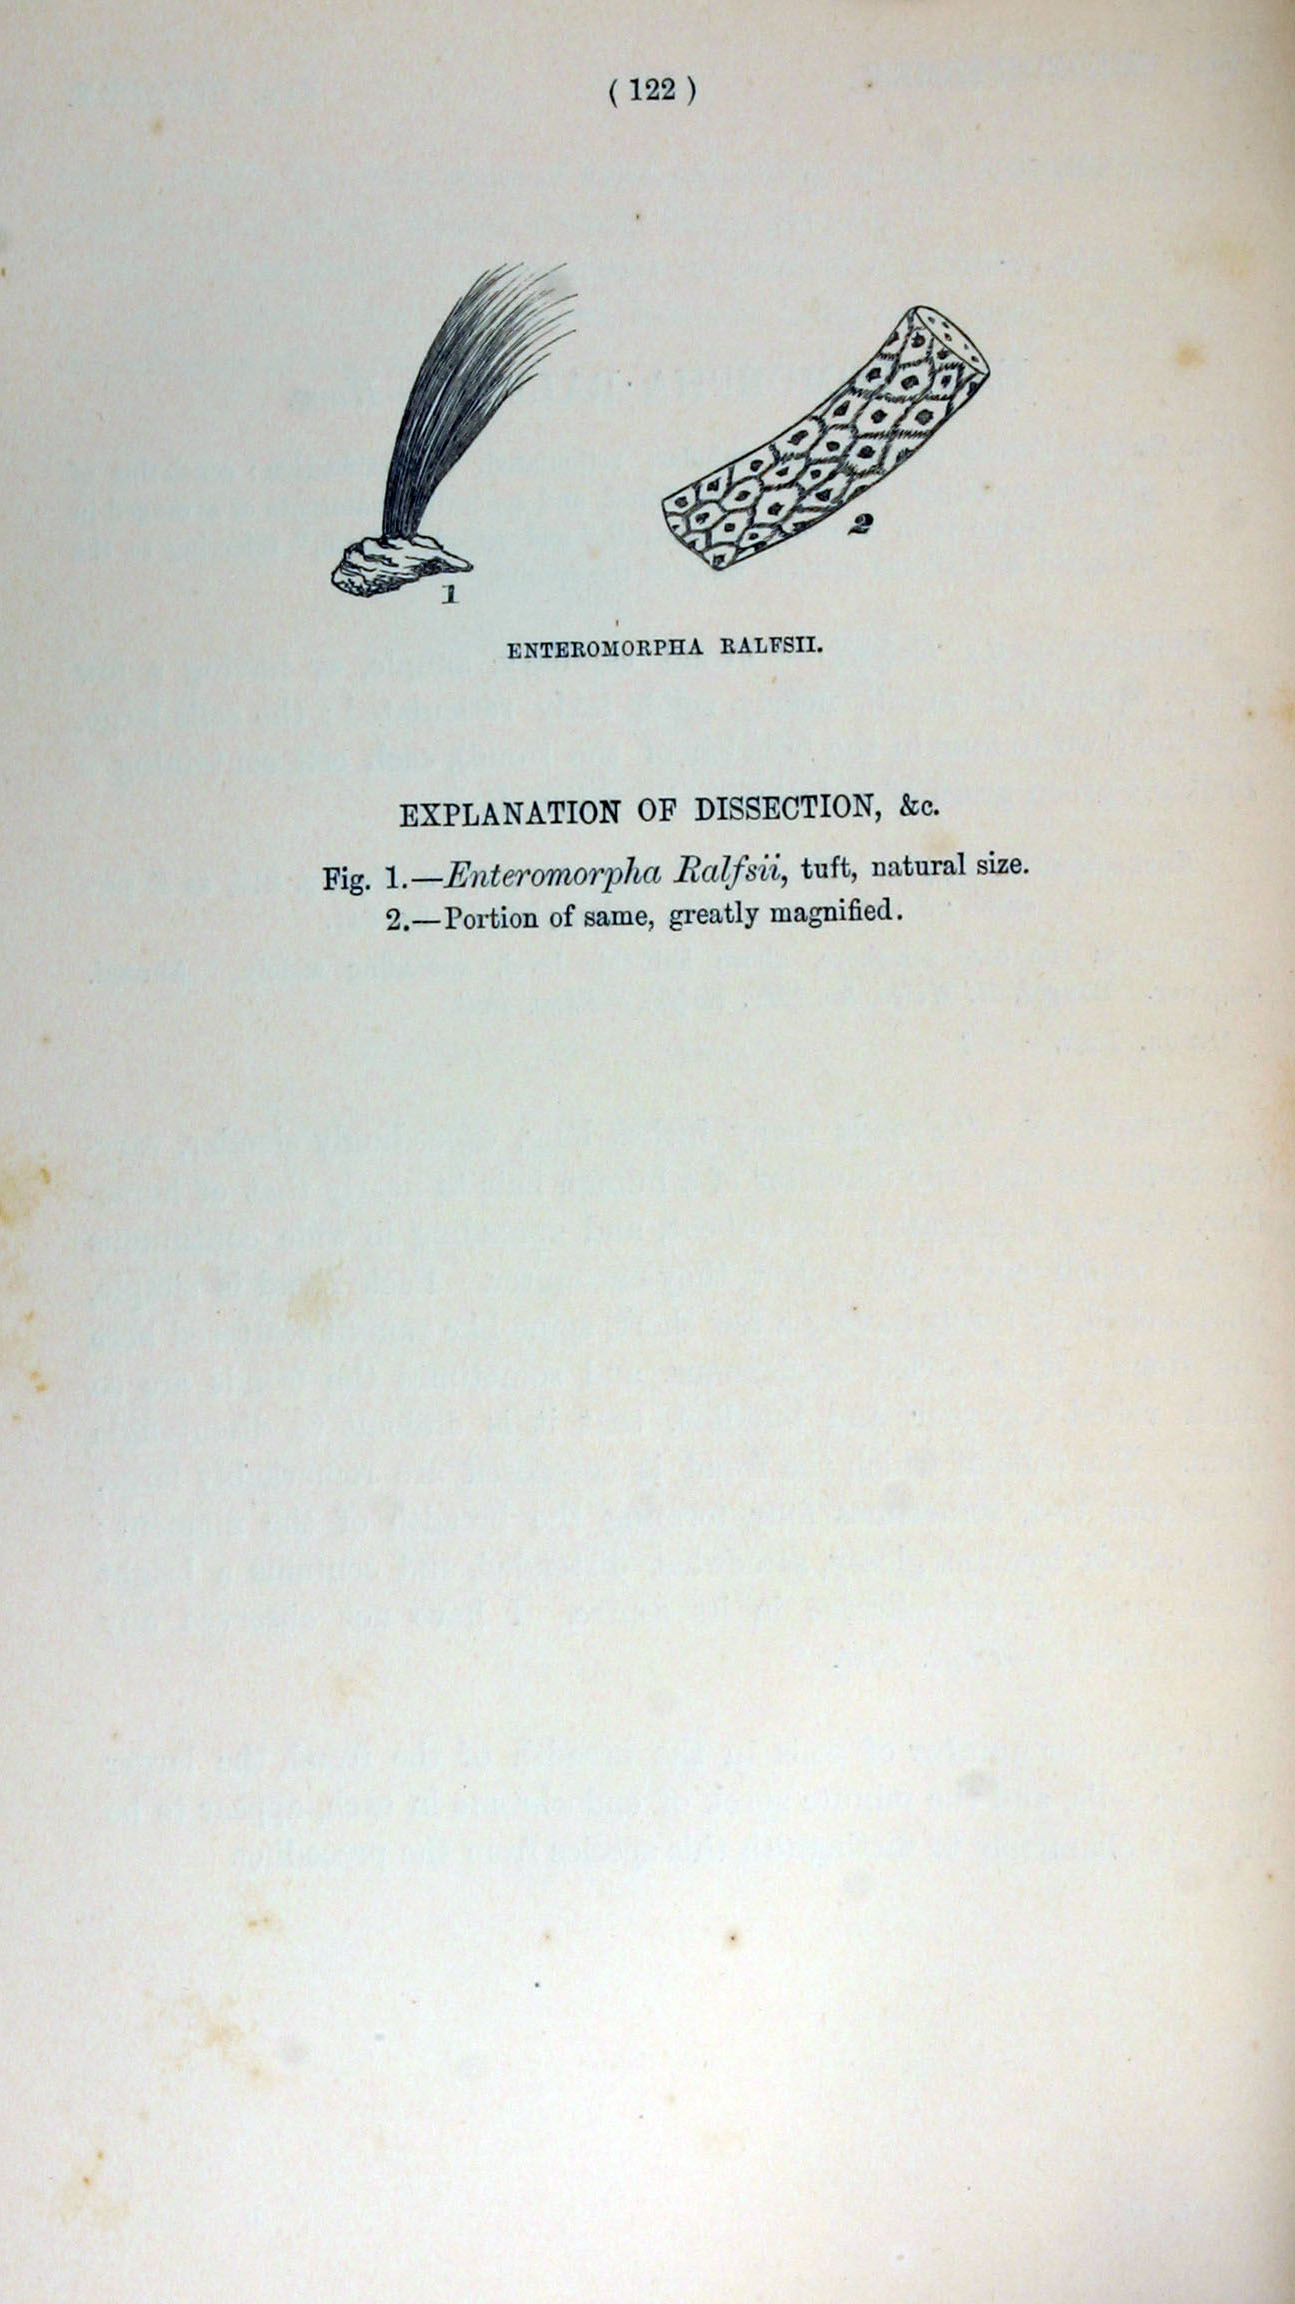 ( 122 )
1
2
ENTEROMORPHA RALFSII.
EXPLANATION OF DISSECTION, &c.
Fig. 1.—Enteromorpha Ralfsii, tuft, natural size.
2.—Portion of same, greatly magnified.